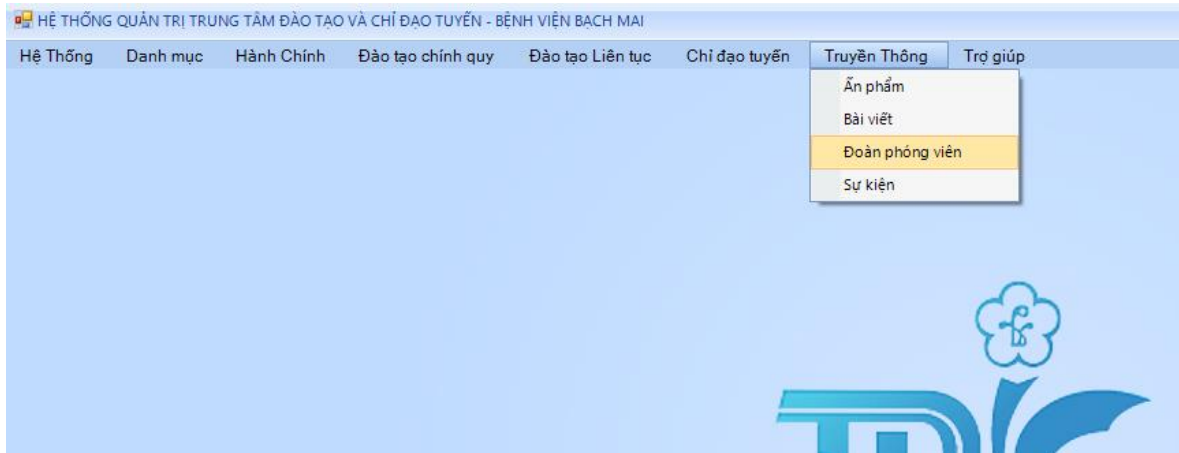 HỆ THỐNG QUẢN TRỊ TRUNG TÂM ĐÀO TẠO VÀ CHỈ ĐẠO TUYẾN - BỆNH VIỆN BẠCH MAI
Hệ Thống Danh mục Hành Chính Đào tạo chính quy Đào tạo Liên tục Chỉ đạo tuyến Truyền Thông Trợ giúp
Ấn phẩm
Bài viết
Đoàn phóng viên
Sự kiện